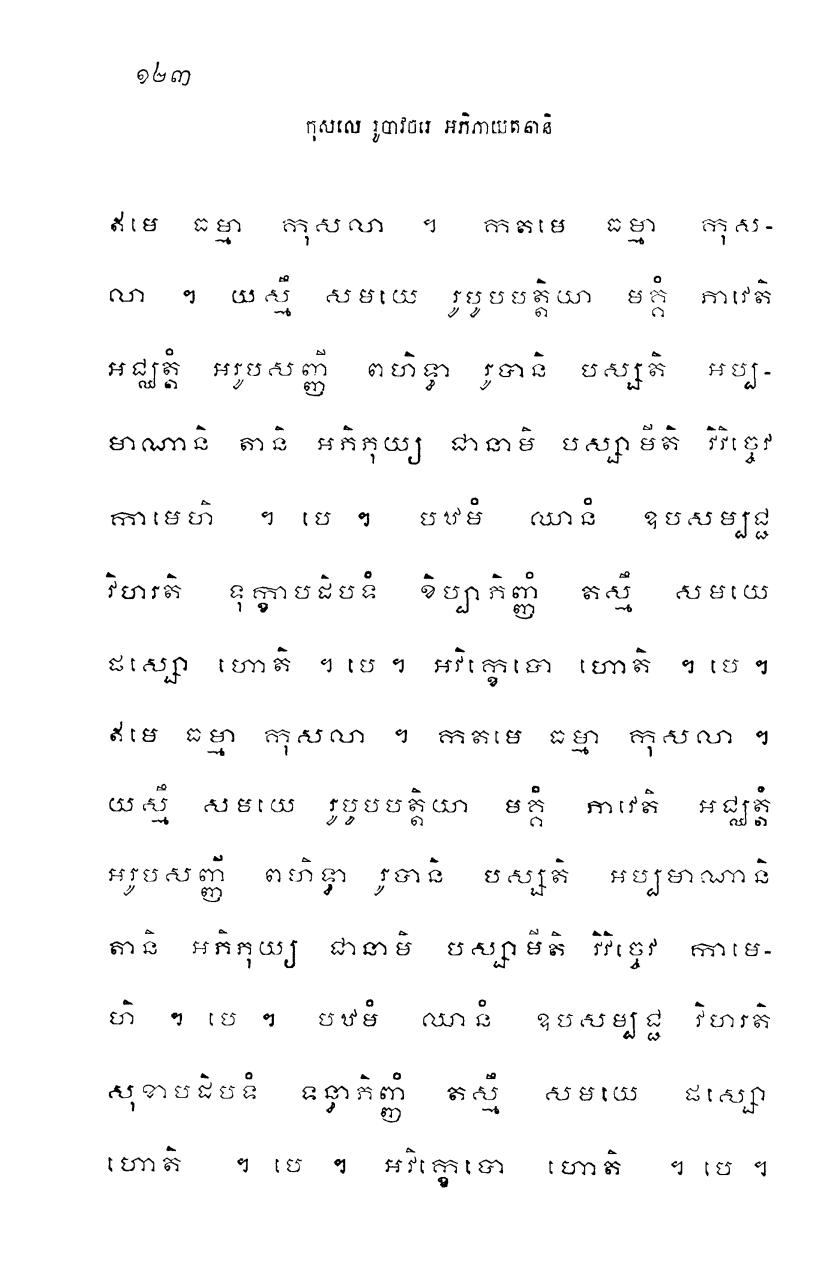 ១២៣
កុសលេ រូបាវចរេ អភិភាយតនានិ
ឥមេ ធម្មា កុសលា ។ កតមេ ធម្មា កុស-
លា ។ យស្មឹ សមយេ រូបូបបត្តិយា មគ្គំ ភាវេតិ
អជ្ឈត្តំ អរូបសញ្ញី ពហិទ្ធា រូបានិ បស្សតិ អប្ប-
មាណានិ តានិ អភិភុយ្យ ជានាមិ បស្សាមីតិ វិវិច្ចេវ
កាមេហិ ។ បេ ។ បឋមំ ឈានំ ឧបសម្បជ្ជ
វិហរតិ ទុក្ខាបដិបទំ ខិប្បាភិញ្ញំ តស្មឹ សមយេ
ផស្សោ ហោតិ ។ បេ ។ អវិក្ខេបោ ហោតិ ។ បេ ។
ឥមេ ធម្មា កុសលា ។ កតមេ ធម្មា កុសលា ។
យស្មឹ សមយេ រូបូបបត្តិយា មគ្គំ ភាវេតិ អជ្ឈត្តំ
អរូបសញ្ញី ពហិទ្ធា រូបានិ បស្សតិ អប្បមាណានិ
តានិ អភិភុយ្យ ជានាមិ បស្សាមីតិ វិវិច្ចេវ កាមេ-
ហិ ។ បេ ។ បឋមំ ឈានំ ឧបសម្បជ្ជ វិហរតិ
សុខាបដិបទំ ទន្ធាភិញ្ញំ តស្មឹ សមយេ ផស្សោ
ហោតិ ។ បេ ។ អវិក្ខេបោ ហោតិ ។ បេ ។